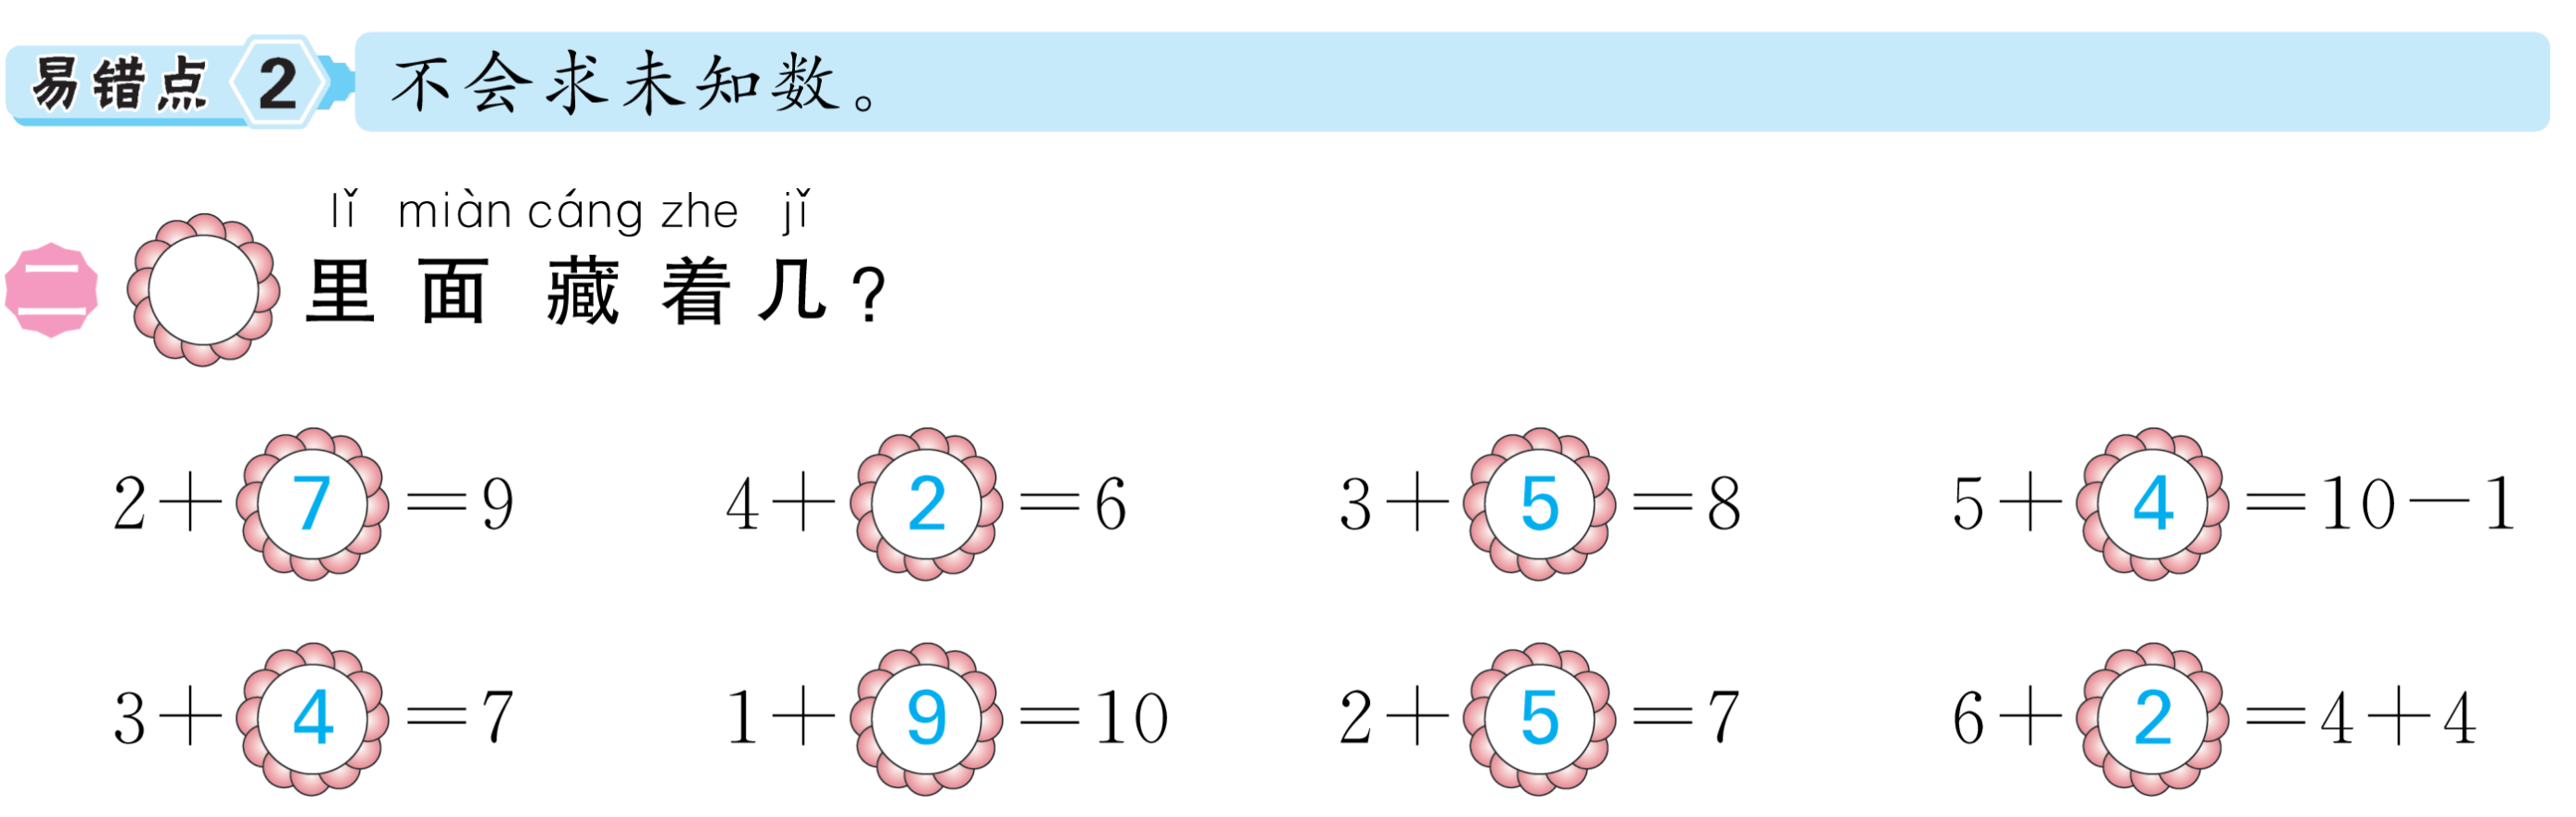 易错点 2 不会求未知数。
lǐ miàn cáng zhe jǐ
二 里面藏着几?
2+7=9 4+2=6 3+5=8 5+4=10-1
3+4=7 1+9=10 2+5=7 6+2=4+4